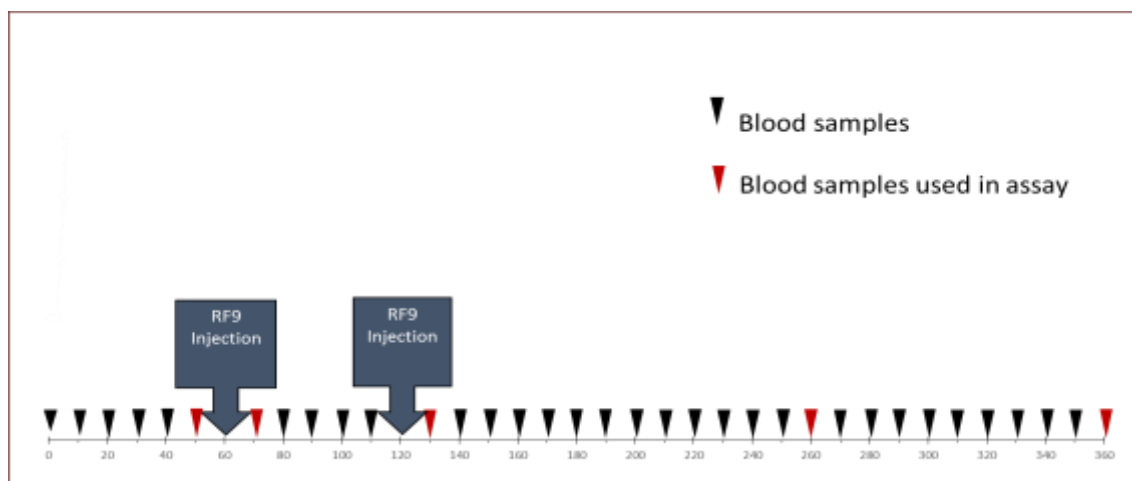 Blood samples
Blood samples used in assay
RF9
Injection
RF9
Injection
0 20 40 60 80 100 120 140 160 180 200 220 240 260 280 300 320 340 360